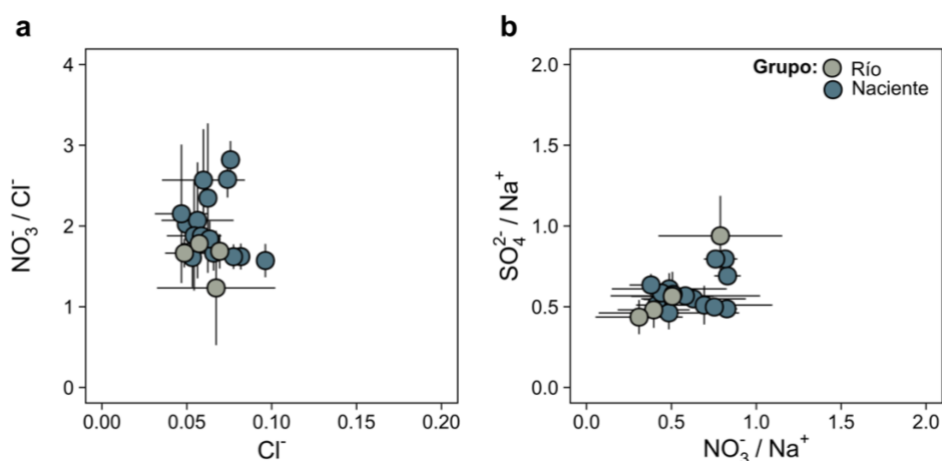 a
4
3
2
1
0
NO₃⁻ / Cl⁻
0.00
0.05
0.10
0.15
0.20
Cl⁻
b
2.0
1.5
1.0
0.5
0.0
SO₄²⁻ / Na⁺
Grupo: Río
Naciente
0.0
0.5
1.0
1.5
2.0
NO₃⁻ / Na⁺